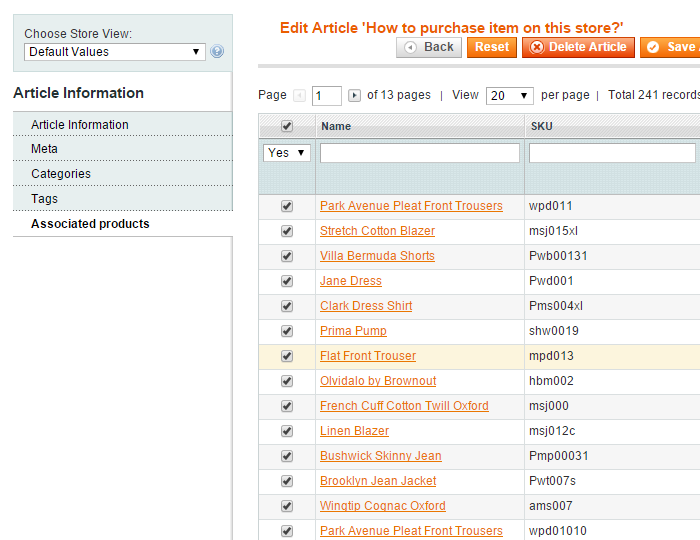 Choose Store View:
Default Values
Article Information
Article Information
Meta
Categories
Tags
Associated products
Edit Article 'How to purchase item on this store?'
Back Reset Delete Article Save
Page 1 of 13 pages | View 20 per page | Total 241 records
Name SKU
Yes
Park Avenue Pleat Front Trousers wpd011
Stretch Cotton Blazer msj015xl
Villa Bermuda Shorts Pwb00131
Jane Dress Pwd001
Clark Dress Shirt Pms004xl
Prima Pump shw0019
Flat Front Trouser mpd013
Olvidalo by Brownout hbm002
French Cuff Cotton Twill Oxford msj000
Linen Blazer msj012c
Bushwick Skinny Jean Pmp00031
Brooklyn Jean Jacket Pwt007s
Wingtip Cognac Oxford ams007
Park Avenue Pleat Front Trousers wpd01010